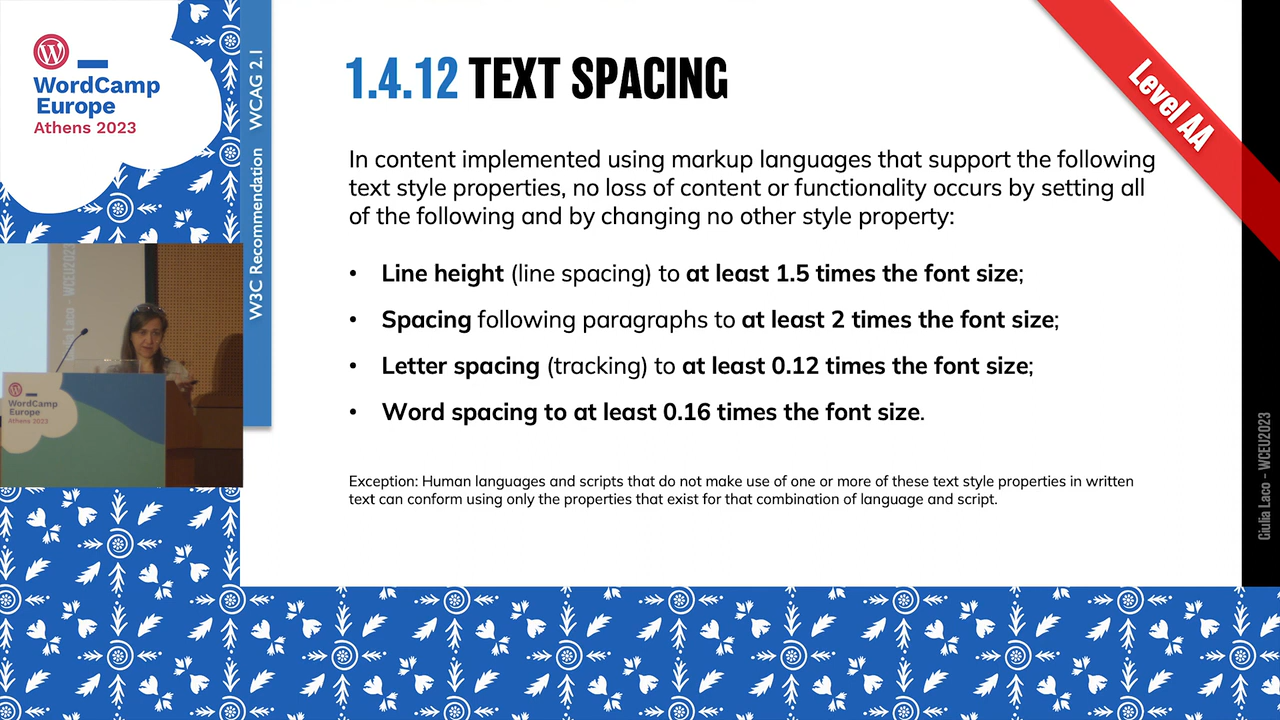 WordCamp
Europe
Athens 2023
W3C Recommendation WCAG 2.1
1.4.12 TEXT SPACING
Level AA
In content implemented using markup languages that support the following
text style properties, no loss of content or functionality occurs by setting all
of the following and by changing no other style property:
• Line height (line spacing) to at least 1.5 times the font size;
• Spacing following paragraphs to at least 2 times the font size;
• Letter spacing (tracking) to at least 0.12 times the font size;
• Word spacing to at least 0.16 times the font size.
Exception: Human languages and scripts that do not make use of one or more of these text style properties in written
text can conform using only the properties that exist for that combination of language and script.
Giulia Laco - WCEU2023
Laco - WCEU2023
WordCamp
Europe
Athens 2023